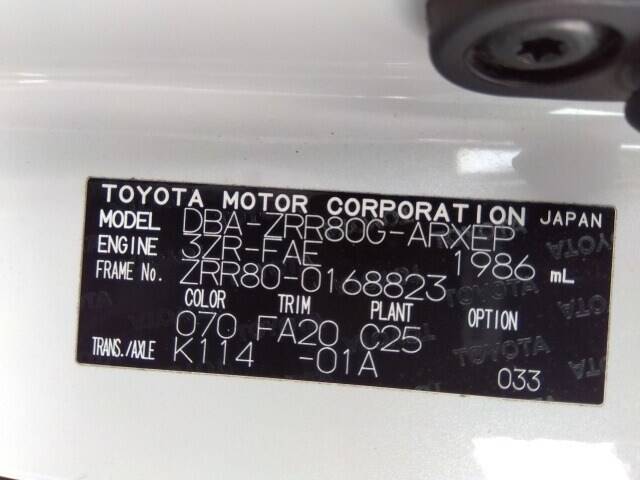 TOYOTA MOTOR CORPORATION JAPAN
MODEL DBA-ZRR80G-ARXEP
ENGINE 3ZR-FAE 1986 mL
FRAME No. ZRR80-0168823
COLOR TRIM PLANT OPTION
070 FA20 C25
TRANS./AXLE K114 -01A
033